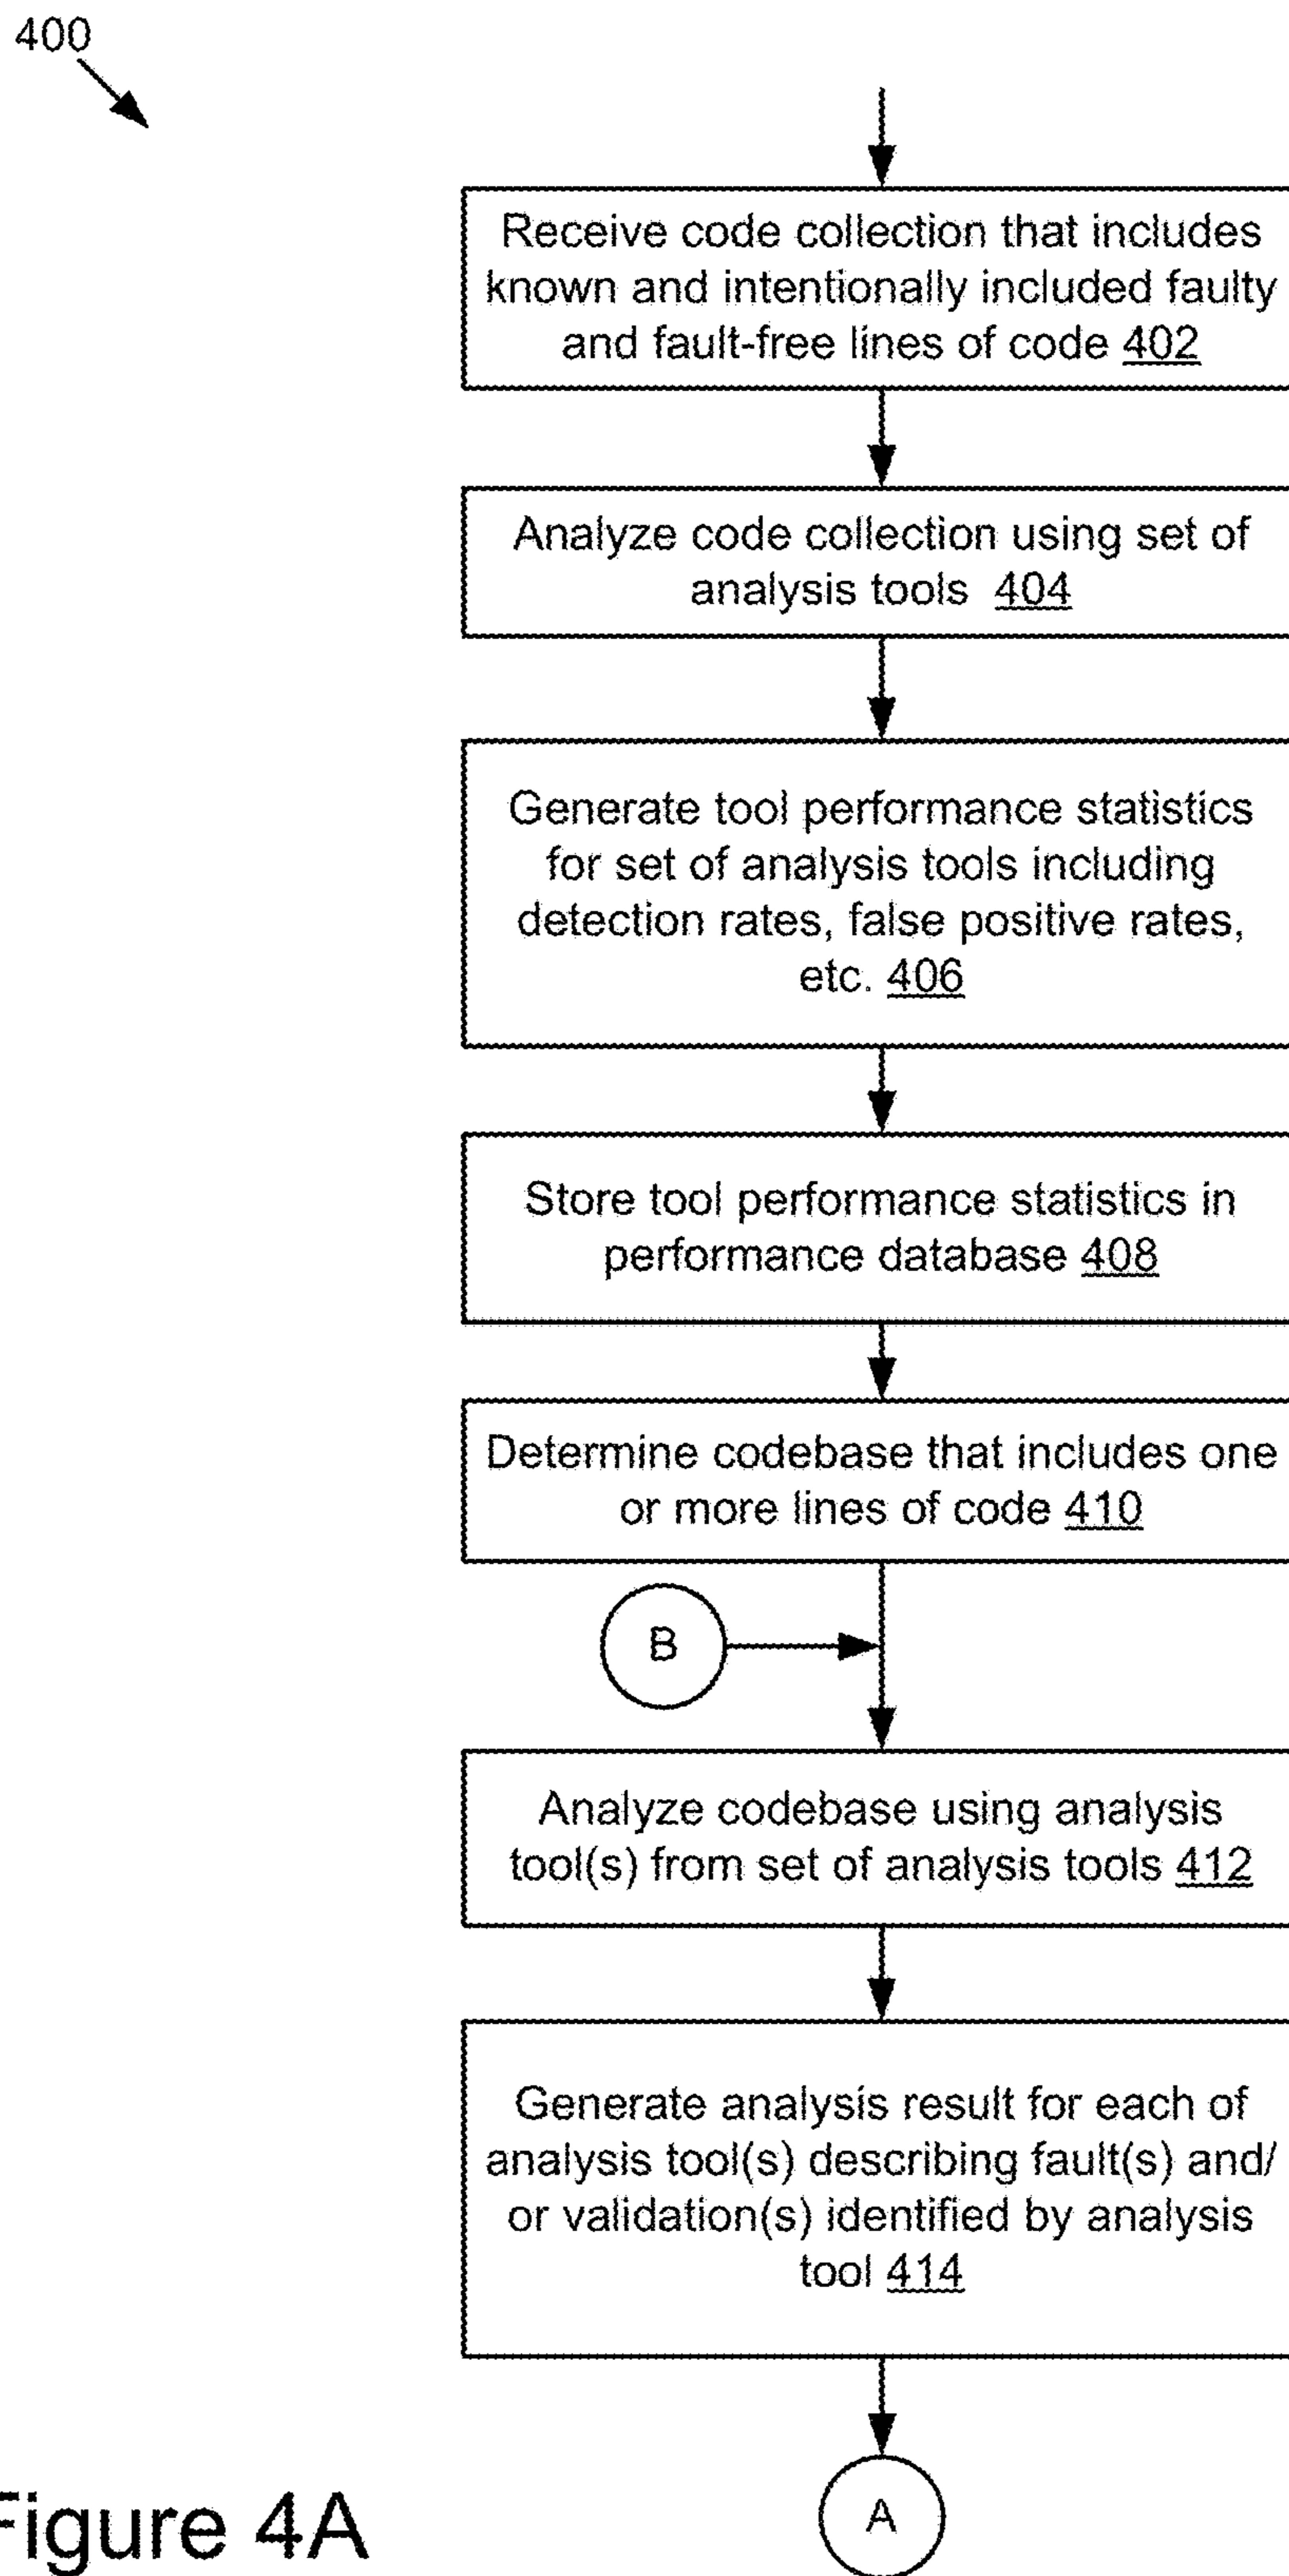 400
Receive code collection that includes
known and intentionally included faulty
and fault-free lines of code 402
Analyze code collection using set of
analysis tools 404
Generate tool performance statistics
for set of analysis tools including
detection rates, false positive rates,
etc. 406
Store tool performance statistics in
performance database 408
Determine codebase that includes one
or more lines of code 410
B
Analyze codebase using analysis
tool(s) from set of analysis tools 412
Generate analysis result for each of
analysis tool(s) describing fault(s) and/
or validation(s) identified by analysis
tool 414
A
Figure 4A